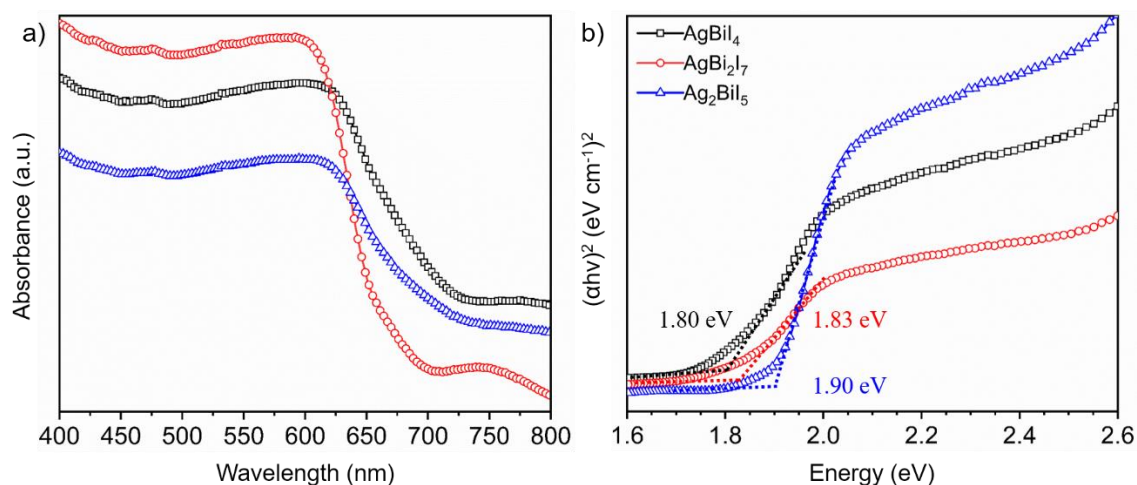 a)
Absorbance (a.u.)
400 450 500 550 600 650 700 750 800
Wavelength (nm)
b)
AgBiI₄
AgBi₂I₇
Ag₂BiI₅
(αhν)² (eV cm⁻¹)²
1.80 eV
1.83 eV
1.90 eV
1.6 1.8 2.0 2.2 2.4 2.6
Energy (eV)